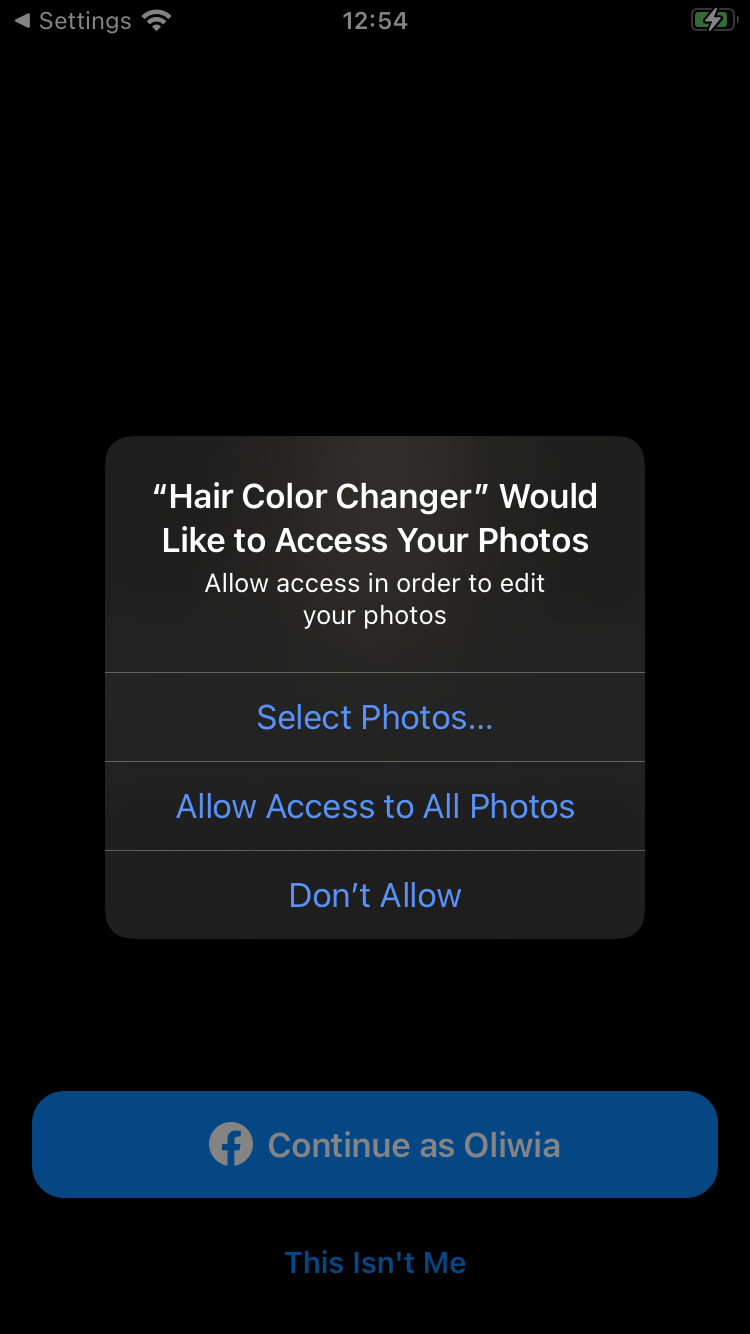 Settings
12:54
“Hair Color Changer” Would
Like to Access Your Photos
Allow access in order to edit
your photos
Select Photos...
Allow Access to All Photos
Don’t Allow
Continue as Oliwia
This Isn't Me